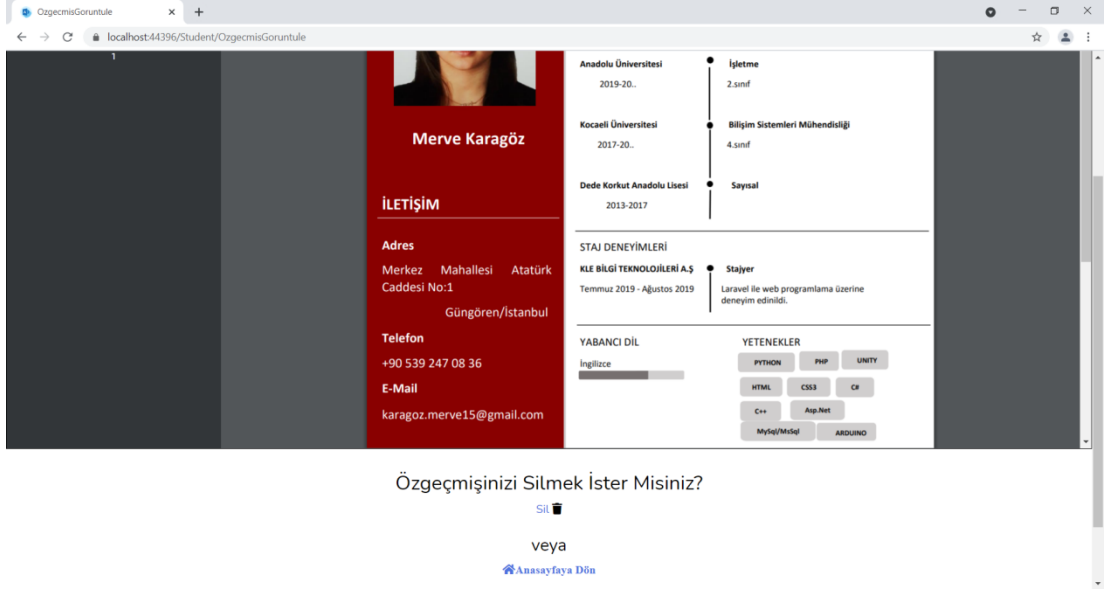 OzgecmisGoruntule
localhost:44396/Student/OzgecmisGoruntule
1
Merve Karagöz
İLETİŞİM
Adres
Merkez Mahallesi Atatürk
Caddesi No:1
Güngören/İstanbul
Telefon
+90 539 247 08 36
E-Mail
karagoz.merve15@gmail.com
Anadolu Üniversitesi İşletme
2019-20.. 2.sınıf
Kocaeli Üniversitesi Bilişim Sistemleri Mühendisliği
2017-20.. 4.sınıf
Dede Korkut Anadolu Lisesi Sayısal
2013-2017
STAJ DENEYİMLERİ
KLE BİLGİ TEKNOLOJİLERİ A.Ş Stajyer
Temmuz 2019 - Ağustos 2019 Laravel ile web programlama üzerine
deneyim edinildi.
YABANCI DİL
İngilizce
YETENEKLER
PYTHON PHP UNITY
HTML CSS3 C#
C++ Asp.Net
MySql/MsSql ARDUINO
Özgeçmişinizi Silmek İster Misiniz?
Sil
veya
Anasayfaya Dön